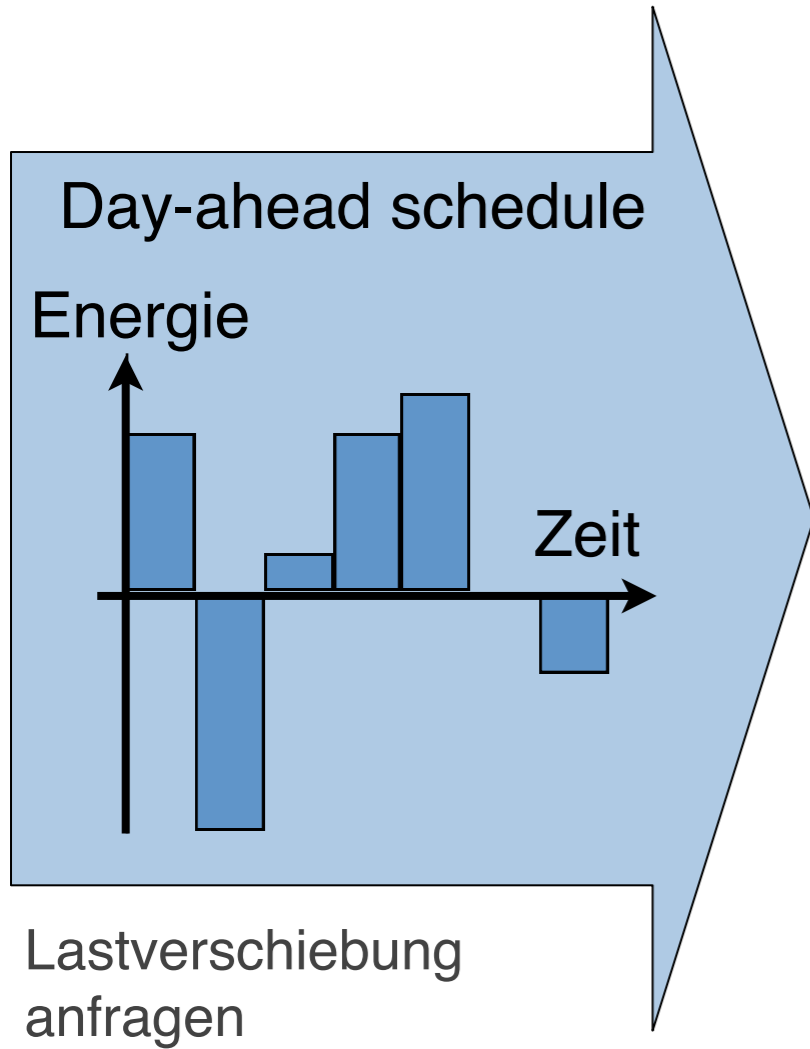 Day-ahead schedule
Energie
Zeit
Lastverschiebung
anfragen